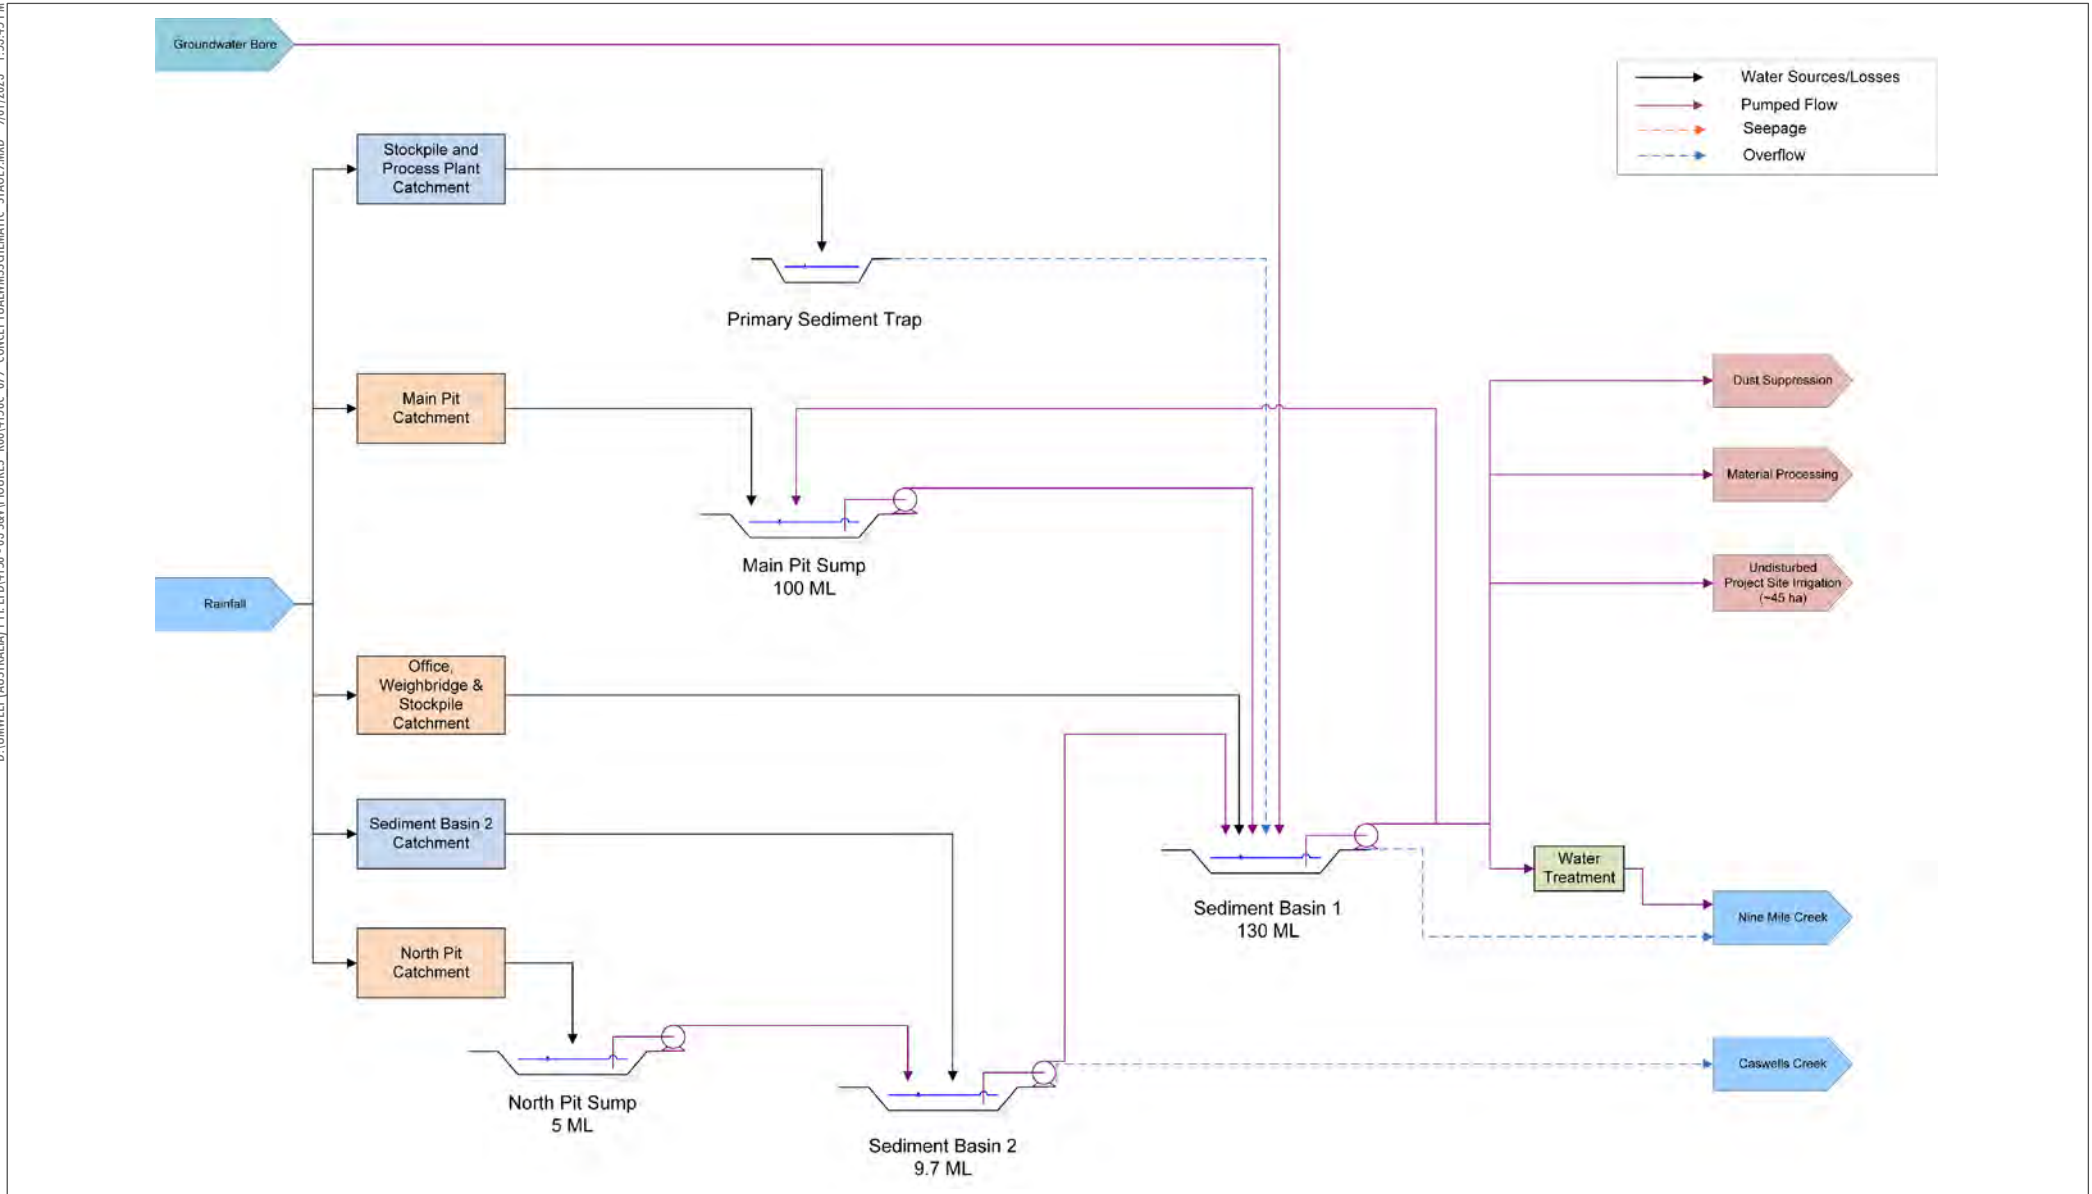 Groundwater Bore
Water Sources/Losses
Pumped Flow
Seepage
Overflow
Stockpile and
Process Plant
Catchment
Primary Sediment Trap
Main Pit
Catchment
Dust Suppression
Material Processing
Main Pit Sump
100 ML
Undisturbed
Project Site Irrigation
(~45 ha)
Rainfall
Office,
Weighbridge &
Stockpile
Catchment
Sediment Basin 2
Catchment
Water
Treatment
Sediment Basin 1
130 ML
Nine Mile Creek
North Pit
Catchment
North Pit Sump
5 ML
Caswells Creek
Sediment Basin 2
9.7 ML